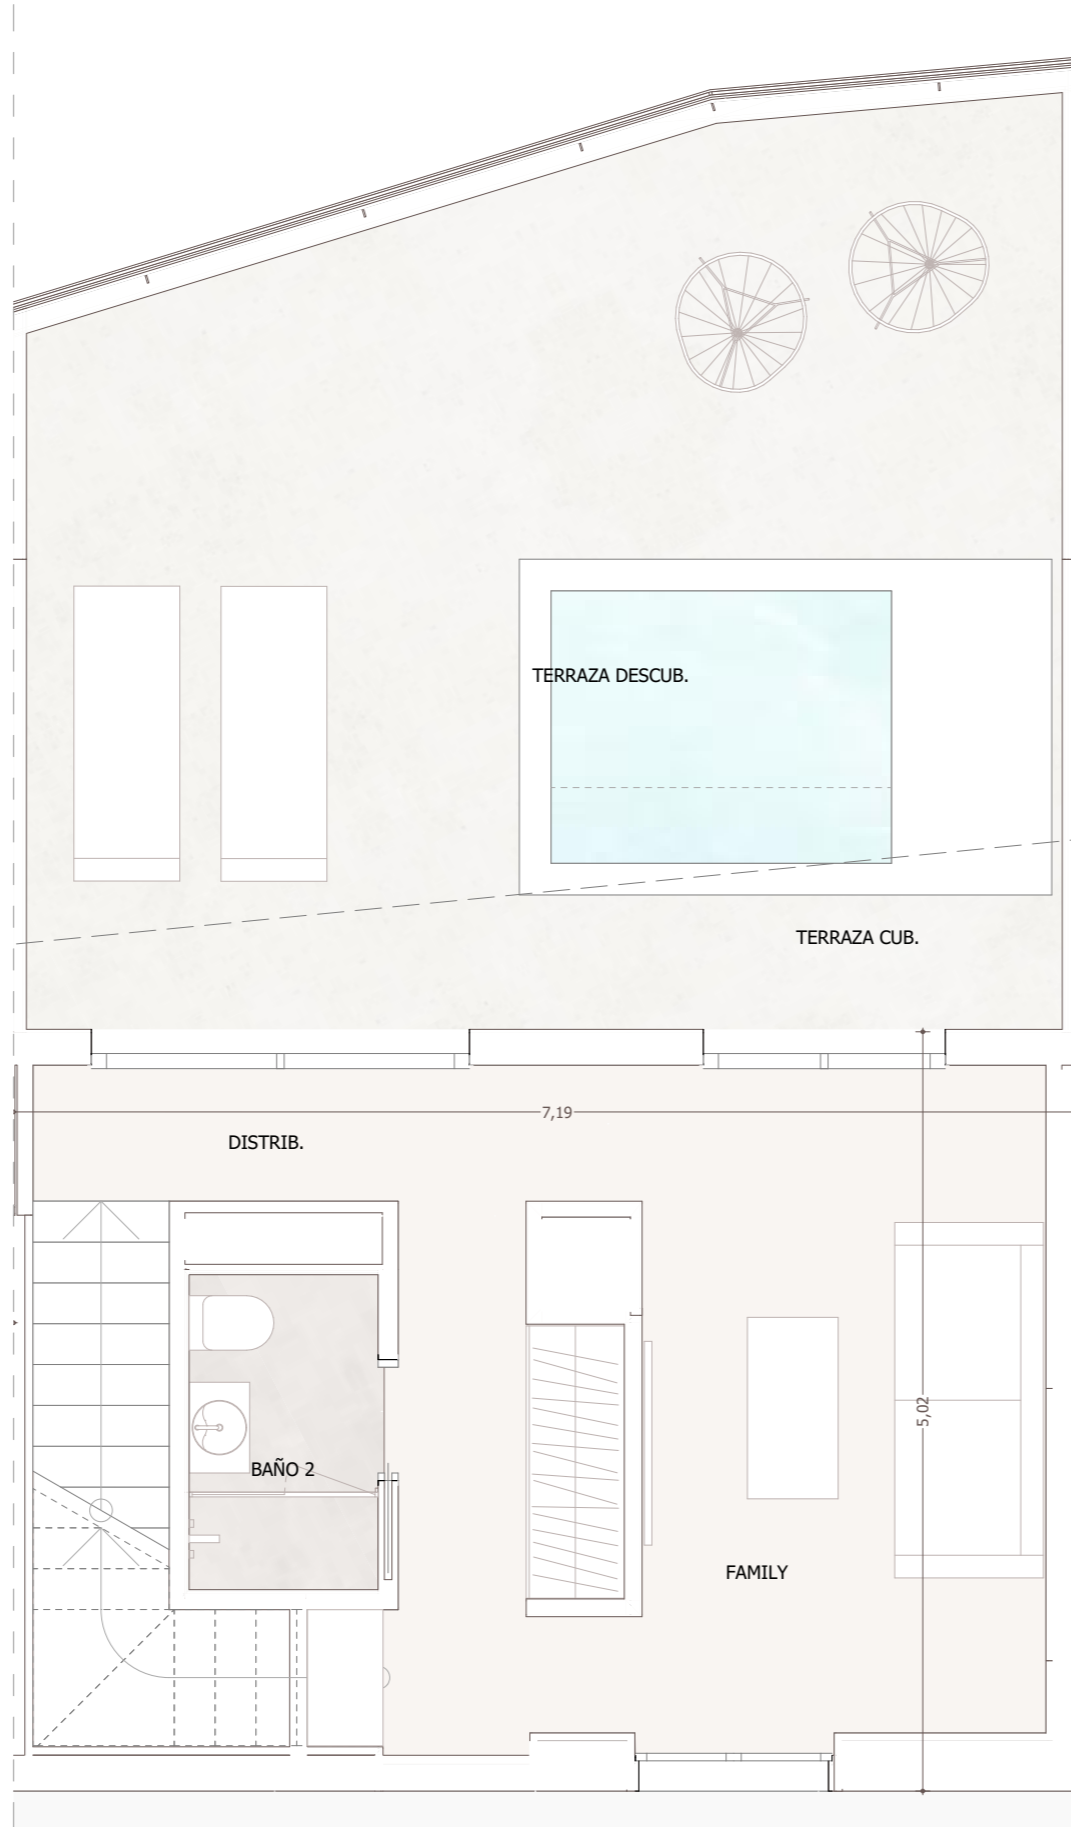 TERRAZA DESCUB.
TERRAZA CUB.
7,19
DISTRIB.
5,02
BAÑO 2
FAMILY